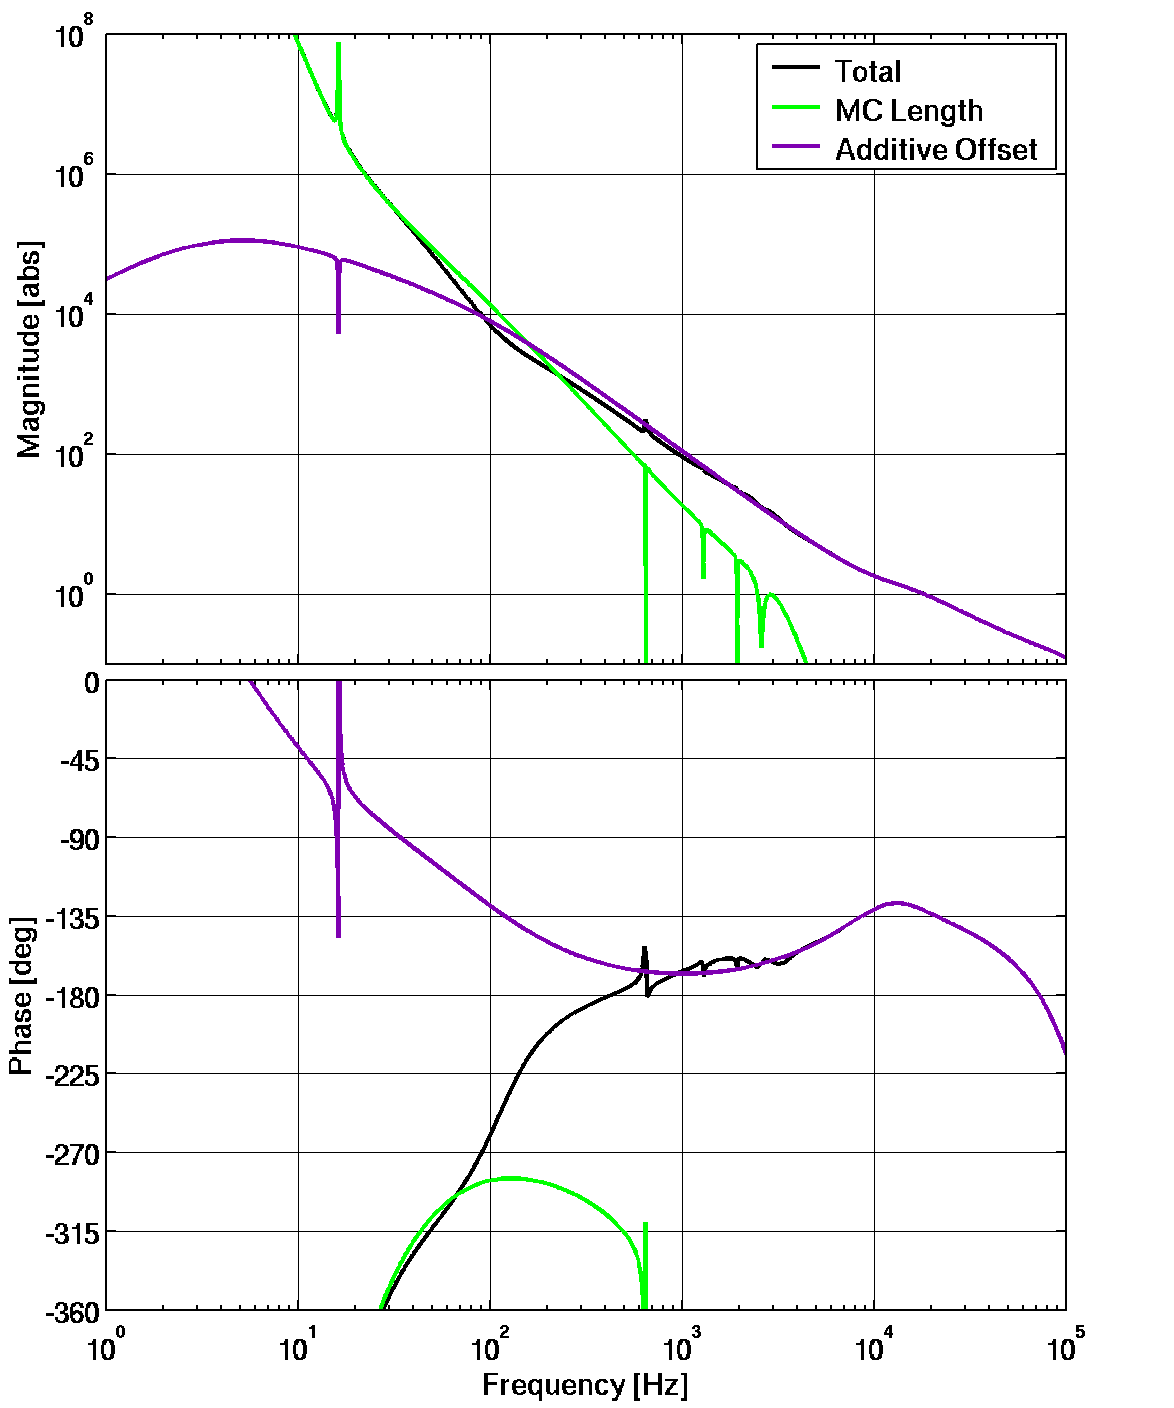 10^8
10^6
10^4
10^2
10^0
Magnitude [abs]
Total
MC Length
Additive Offset
0
-45
-90
-135
-180
-225
-270
-315
-360
Phase [deg]
10^0 10^1 10^2 10^3 10^4 10^5
Frequency [Hz]